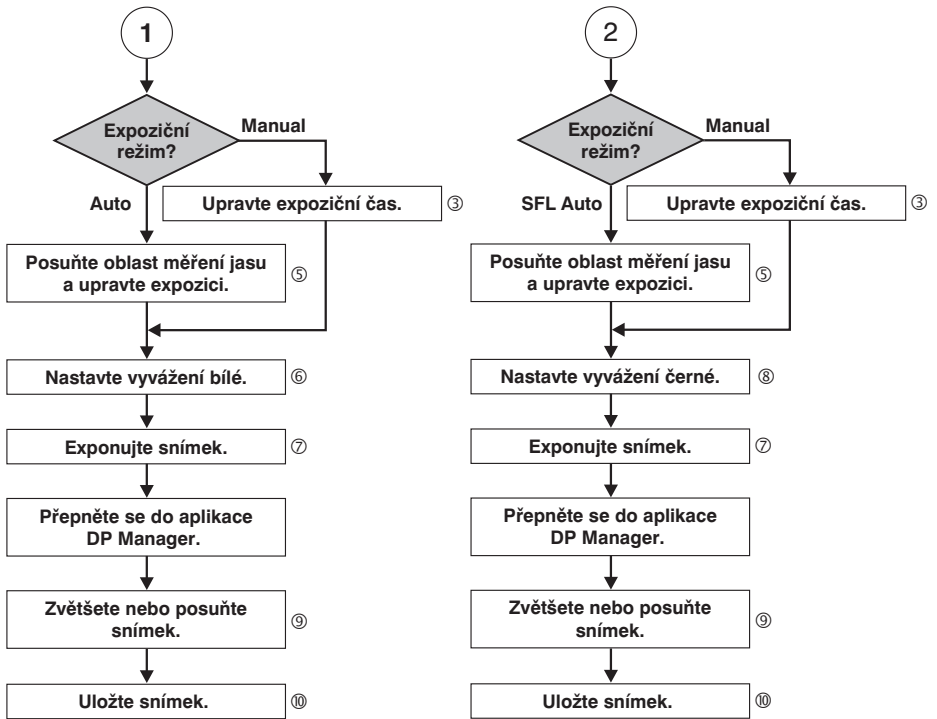 1
Expoziční
režim?
Manual
Auto
Upravte expoziční čas. ③
Posuňte oblast měření jasu
a upravte expozici. ⑤
Nastavte vyvážení bílé. ⑥
Exponujte snímek. ⑦
Přepněte se do aplikace
DP Manager.
Zvětšete nebo posuňte
snímek. ⑨
Uložte snímek. ⑩
2
Expoziční
režim?
Manual
SFL Auto
Upravte expoziční čas. ③
Posuňte oblast měření jasu
a upravte expozici. ⑤
Nastavte vyvážení černé. ⑧
Exponujte snímek. ⑦
Přepněte se do aplikace
DP Manager.
Zvětšete nebo posuňte
snímek. ⑨
Uložte snímek. ⑩